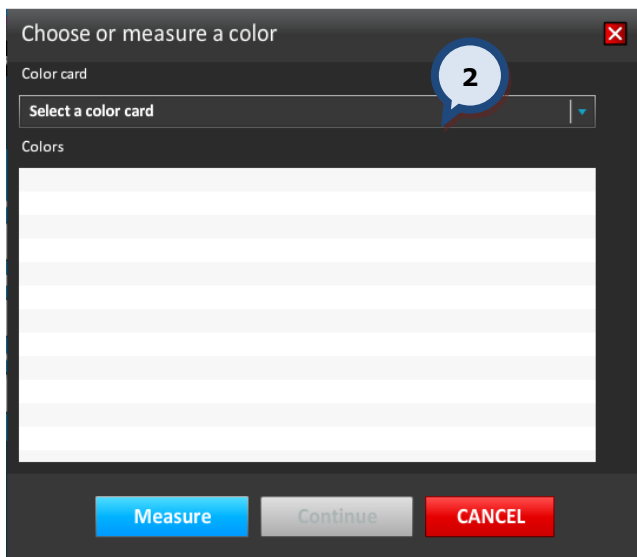 Choose or measure a color
Color card
2
Select a color card
Colors
Measure Continue CANCEL